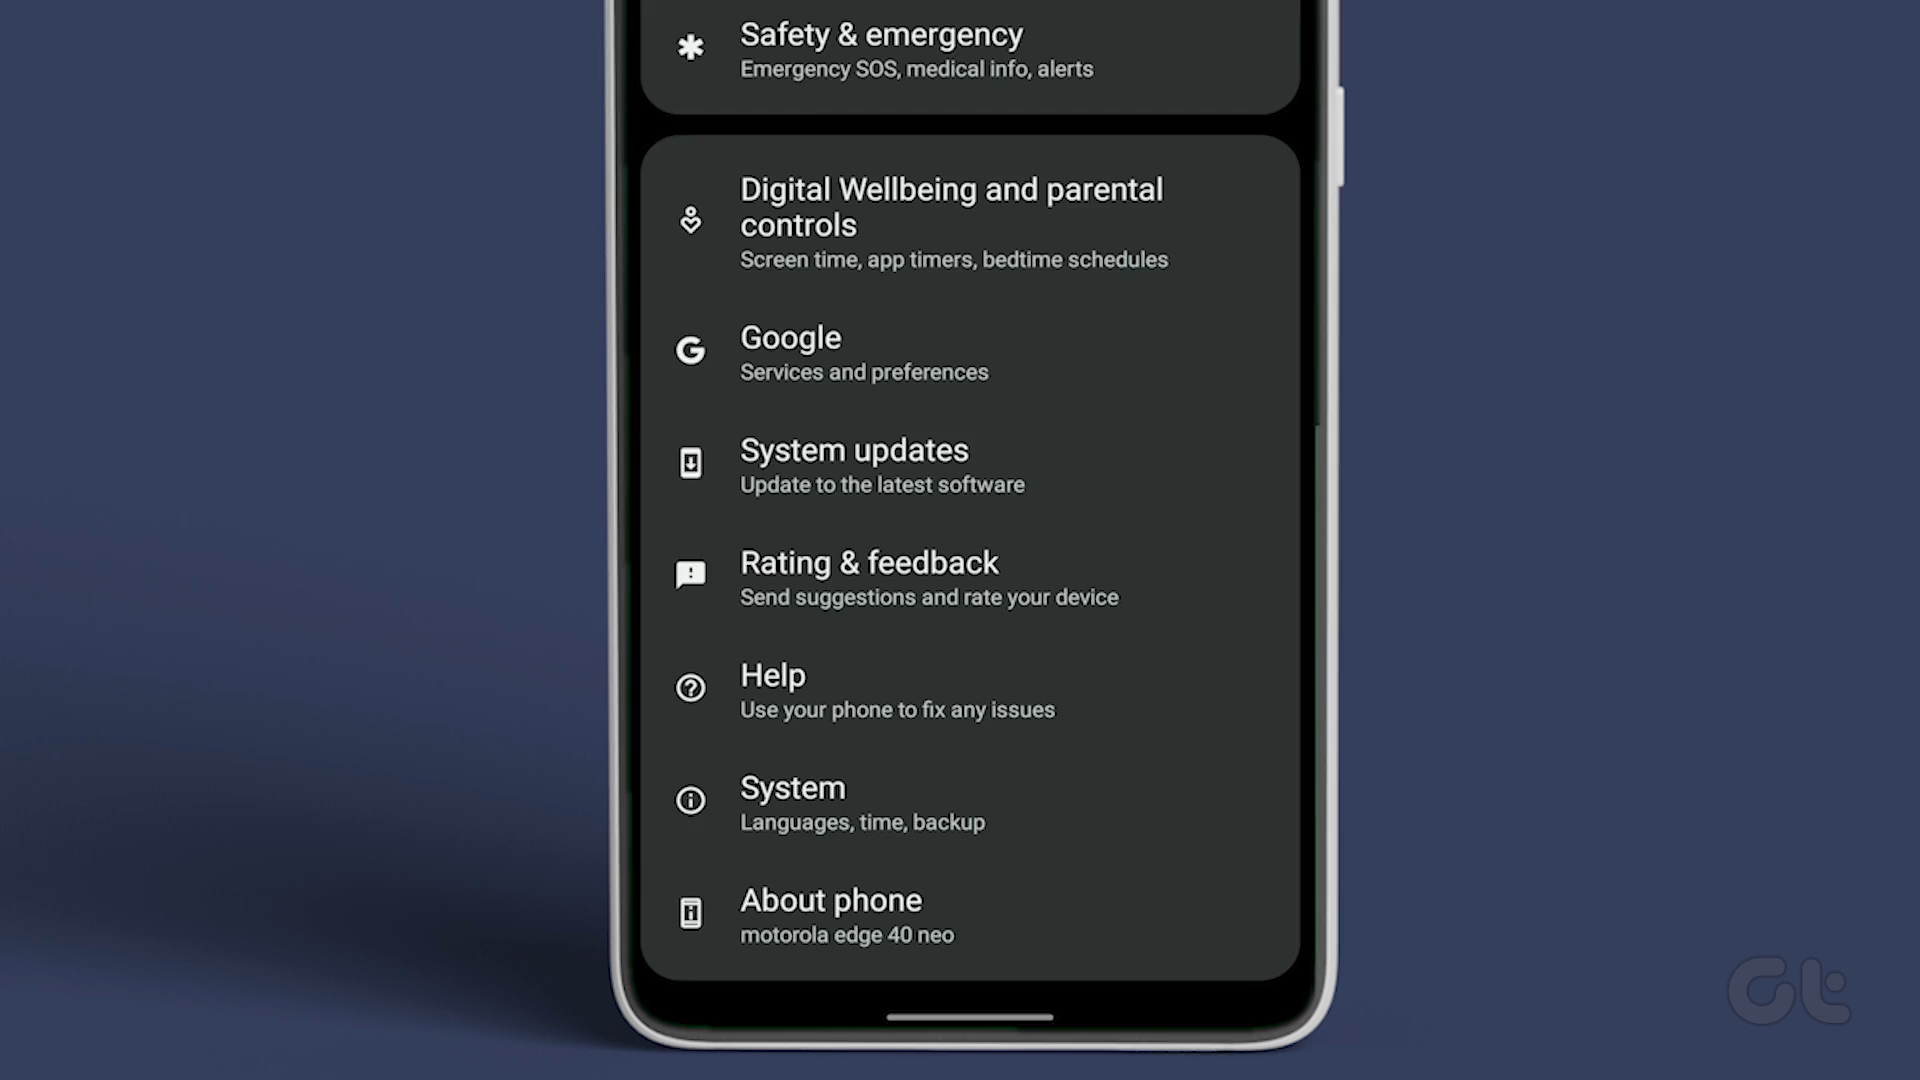 Safety & emergency
Emergency SOS, medical info, alerts
Digital Wellbeing and parental
controls
Screen time, app timers, bedtime schedules
Google
Services and preferences
System updates
Update to the latest software
Rating & feedback
Send suggestions and rate your device
Help
Use your phone to fix any issues
System
Languages, time, backup
About phone
motorola edge 40 neo
Gt